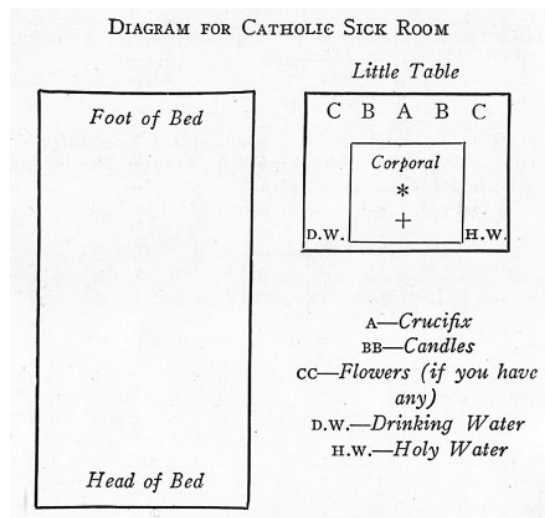 DIAGRAM FOR CATHOLIC SICK ROOM
Foot of Bed
Head of Bed
Little Table
C B A B C
Corporal
*
+
D.W. H.W.
A—Crucifix
BB—Candles
CC—Flowers (if you have
any)
D.W.—Drinking Water
H.W.—Holy Water